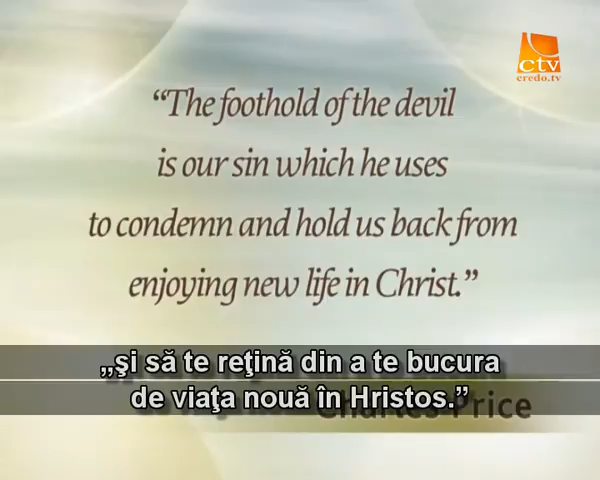 ctv
credo.tv
“The foothold of the devil
is our sin which he uses
to condemn and hold us back from
enjoying new life in Christ.”
„şi să te reţină din a te bucura
de viaţa nouă în Hristos.”
Charles Price